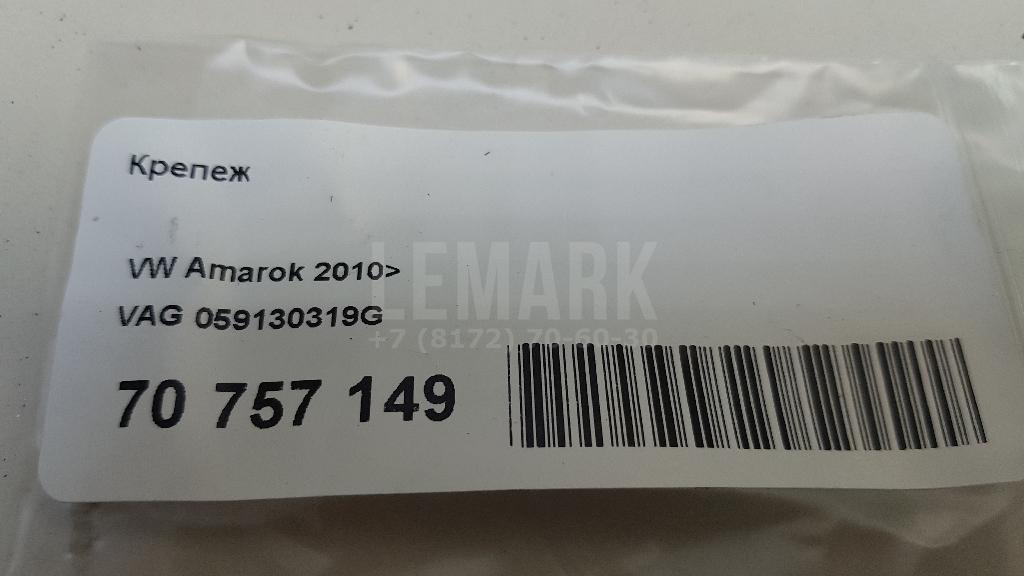 Крепеж
VW Amarok 2010>
LEMARK
VAG 059130319G
+7 (8172) 70-60-30
70 757 149